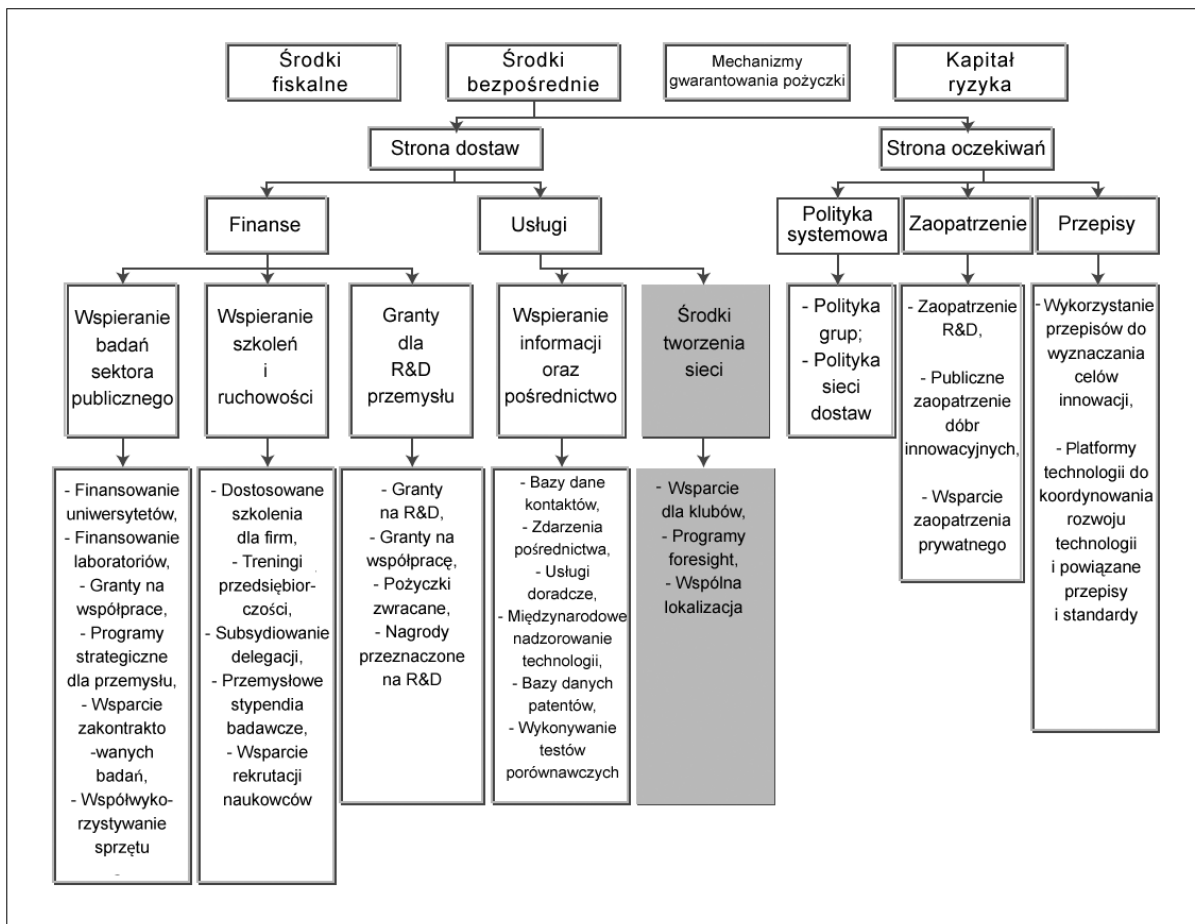 Środki
fiskalne
Środki
bezpośrednie
Mechanizmy
gwarantowania pożyczki
Kapitał
ryzyka
Strona dostaw
Strona oczekiwań
Finanse
Usługi
Polityka
systemowa
Zaopatrzenie
Przepisy
Wspieranie
badań
sektora
publicznego
Wspieranie
szkoleń
i
ruchowości
Granty
dla
R&D
przemysłu
Wspieranie
informacji
oraz
pośrednictwo
Środki
tworzenia
sieci
- Polityka
grup;
- Polityka
sieci
dostaw
- Zaopatrzenie
R&D,
- Publiczne
zaopatrzenie
dóbr
innowacyjnych,
- Wsparcie
zaopatrzenia
prywatnego
- Wykorzystanie
przepisów do
wyznaczania
celów
innowacji,
- Platformy
technologii do
koordynowania
rozwoju
technologii
i powiązane
przepisy
i standardy
- Finansowanie
uniwersytetów,
- Finansowanie
laboratoriów,
- Granty na
współprace,
- Programy
strategiczne
dla przemysłu,
- Wsparcie
zakontrakto
-wanych
badań,
- Współwyko-
rzystywanie
sprzętu
-
- Dostosowane
szkolenia
dla firm,
- Treningi
przedsiębior-
czości,
- Subsydiowanie
delegacji,
- Przemysłowe
stypendia
badawcze,
- Wsparcie
rekrutacji
naukowców
- Granty
na R&D,
- Granty na
współpracę,
- Pożyczki
zwracane,
- Nagrody
przeznaczone
na R&D
- Bazy dane
kontaktów,
- Zdarzenia
pośrednictwa,
- Usługi
doradcze,
- Międzynarodowe
nadzorowanie
technologii,
- Bazy danych
patentów,
- Wykonywanie
testów
porównawczych
- Wsparcie
dla klubów,
- Programy
foresight,
- Wspólna
lokalizacja